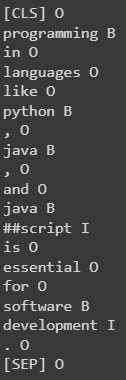 [CLS] O
programming B
in O
languages O
like O
python B
, O
java B
, O
and O
java B
##script I
is O
essential O
for O
software B
development I
. O
[SEP] O